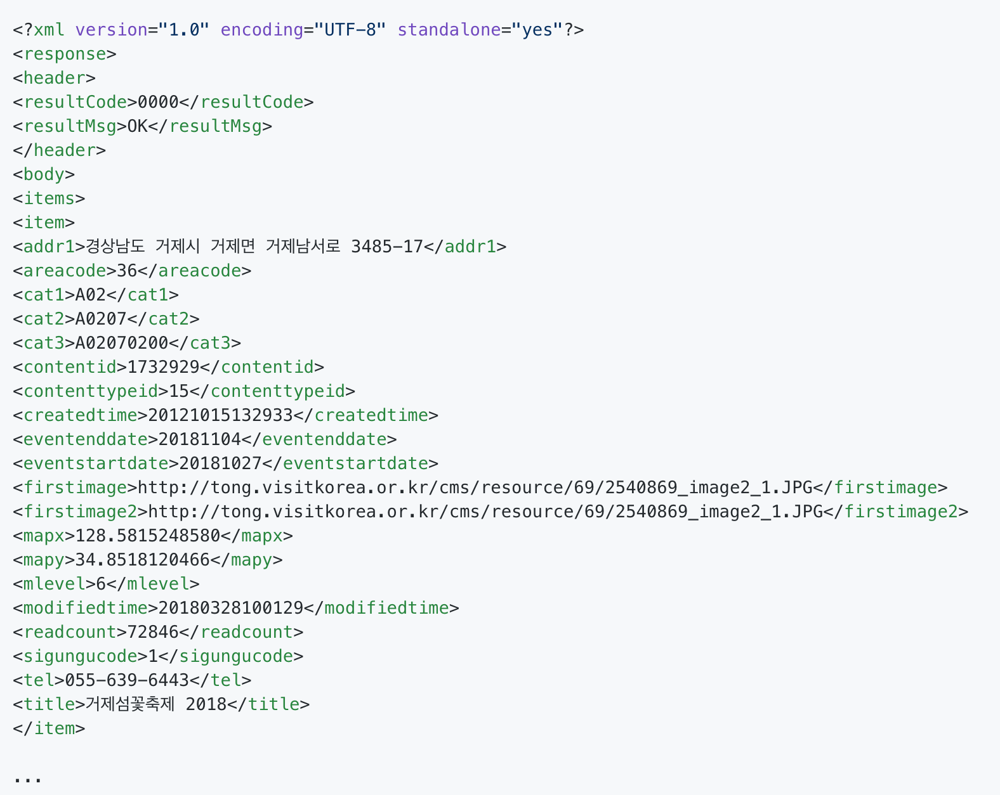 <?xml version="1.0" encoding="UTF-8" standalone="yes"?>
<response>
<header>
<resultCode>0000</resultCode>
<resultMsg>OK</resultMsg>
</header>
<body>
<items>
<item>
<addr1>경상남도 거제시 거제면 거제남서로 3485-17</addr1>
<areacode>36</areacode>
<cat1>A02</cat1>
<cat2>A0207</cat2>
<cat3>A02070200</cat3>
<contentid>1732929</contentid>
<contenttypeid>15</contenttypeid>
<createdtime>20121015132933</createdtime>
<eventenddate>20181104</eventenddate>
<eventstartdate>20181027</eventstartdate>
<firstimage>http://tong.visitkorea.or.kr/cms/resource/69/2540869_image2_1.JPG</firstimage>
<firstimage2>http://tong.visitkorea.or.kr/cms/resource/69/2540869_image2_1.JPG</firstimage2>
<mapx>128.5815248580</mapx>
<mapy>34.8518120466</mapy>
<mlevel>6</mlevel>
<modifiedtime>20180328100129</modifiedtime>
<readcount>72846</readcount>
<sigungucode>1</sigungucode>
<tel>055-639-6443</tel>
<title>거제섬꽃축제 2018</title>
</item>
...